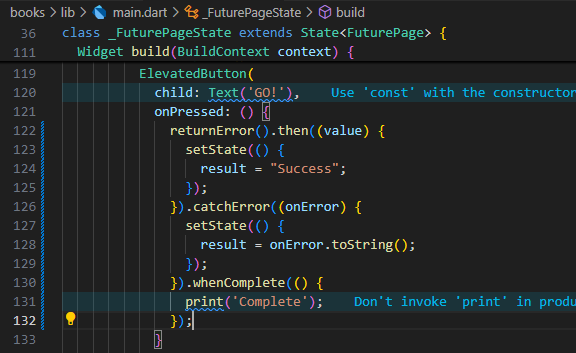 books > lib > main.dart > _FuturePageState > build
36 class _FuturePageState extends State<FuturePage> {
111 Widget build(BuildContext context) {
119 ElevatedButton(
120 child: Text('GO!'), Use 'const' with the constructor
121 onPressed: () {
122 returnError().then((value) {
123 setState(() {
124 result = "Success";
125 });
126 }).catchError((onError) {
127 setState(() {
128 result = onError.toString();
129 });
130 }).whenComplete(() {
131 print('Complete'); Don't invoke 'print' in produ
132 });
133 }